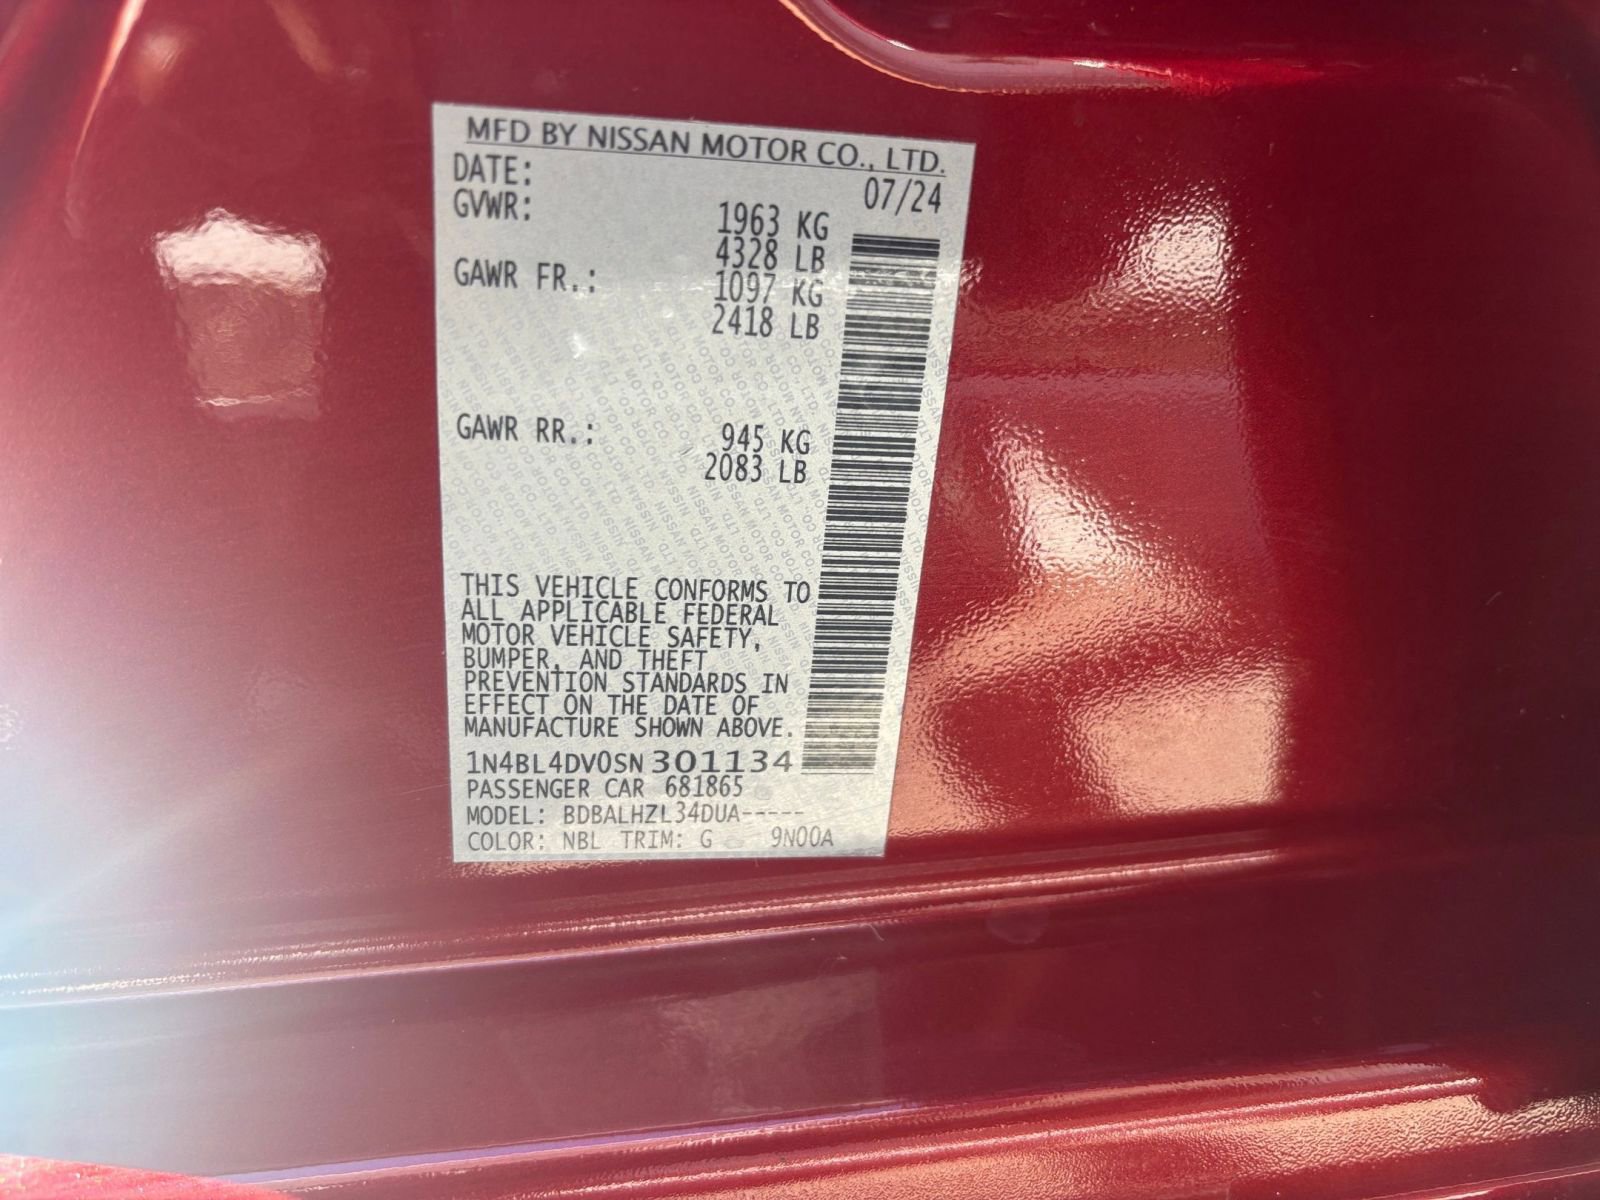 MFD BY NISSAN MOTOR CO., LTD.
DATE: 07/24
GVWR: 1963 KG
4328 LB
GAWR FR.: 1097 KG
2418 LB
GAWR RR.: 945 KG
2083 LB
THIS VEHICLE CONFORMS TO
ALL APPLICABLE FEDERAL
MOTOR VEHICLE SAFETY,
BUMPER, AND THEFT
PREVENTION STANDARDS IN
EFFECT ON THE DATE OF
MANUFACTURE SHOWN ABOVE.
1N4BL4DV0SN301134
PASSENGER CAR 681865
MODEL: BDBALHZL34DUA-----
COLOR: NBL TRIM: G 9N00A